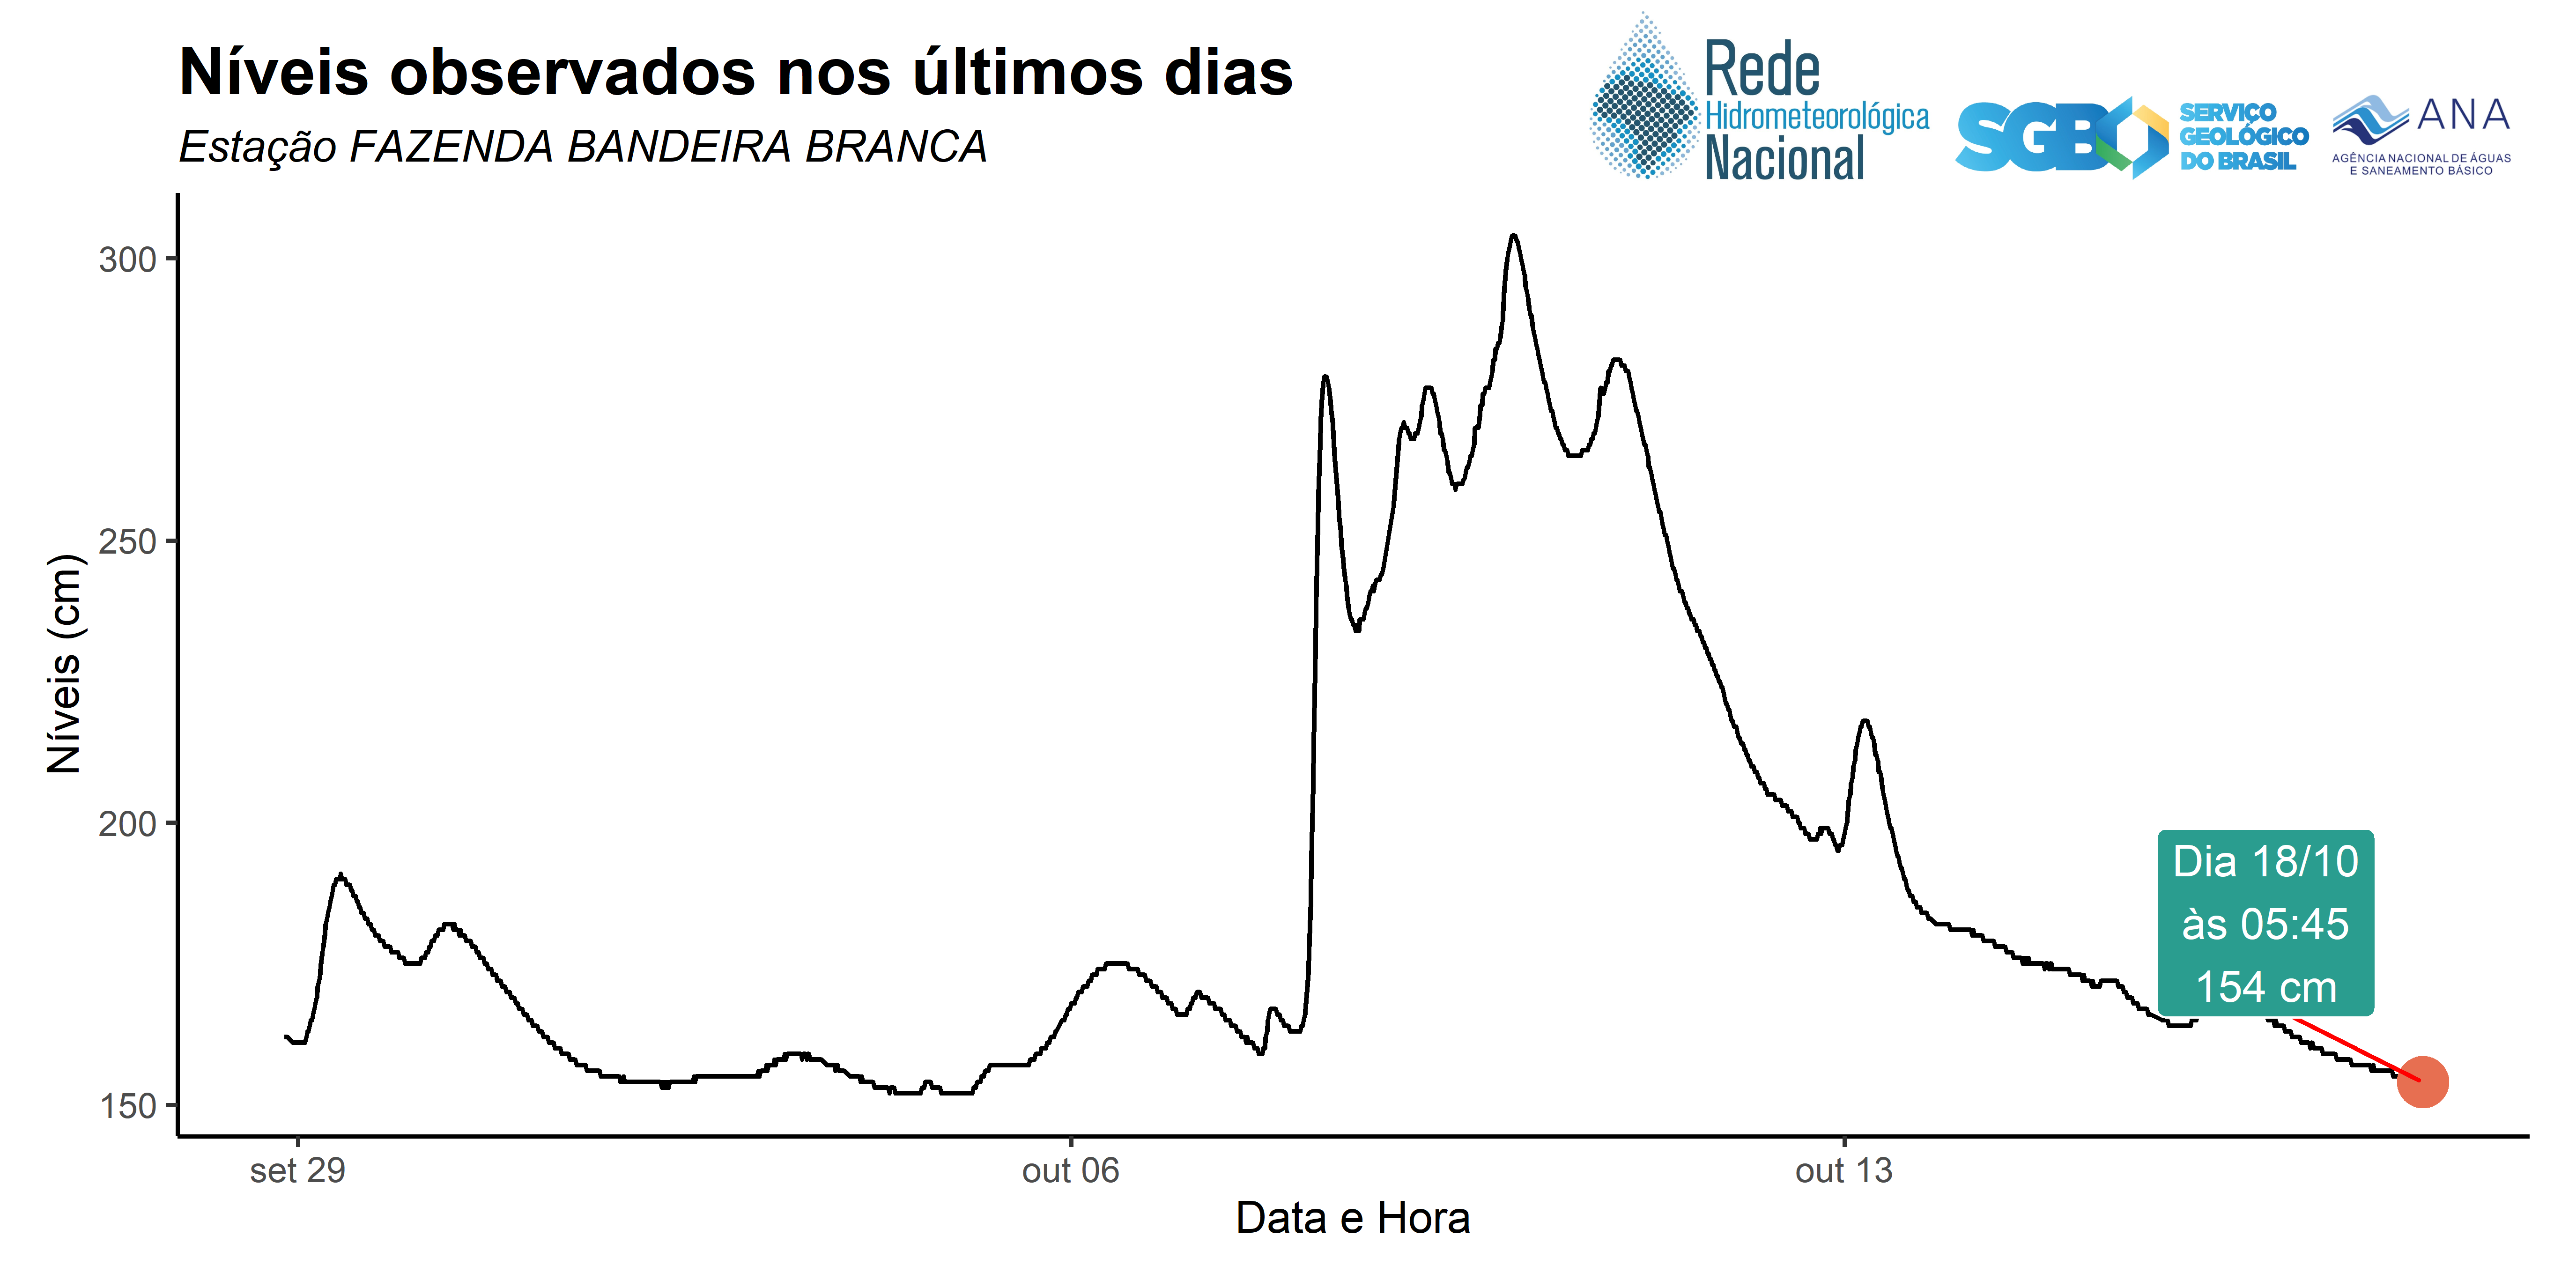 Níveis observados nos últimos dias
Estação FAZENDA BANDEIRA BRANCA
Rede
Hidrometeorológica
Nacional
SGB
SERVIÇO
GEOLÓGICO
DO BRASIL
ANA
AGÊNCIA NACIONAL DE ÁGUAS
E SANEAMENTO BÁSICO
Níveis (cm)
300
250
200
150
Dia 18/10
às 05:45
154 cm
set 29
out 06
out 13
Data e Hora